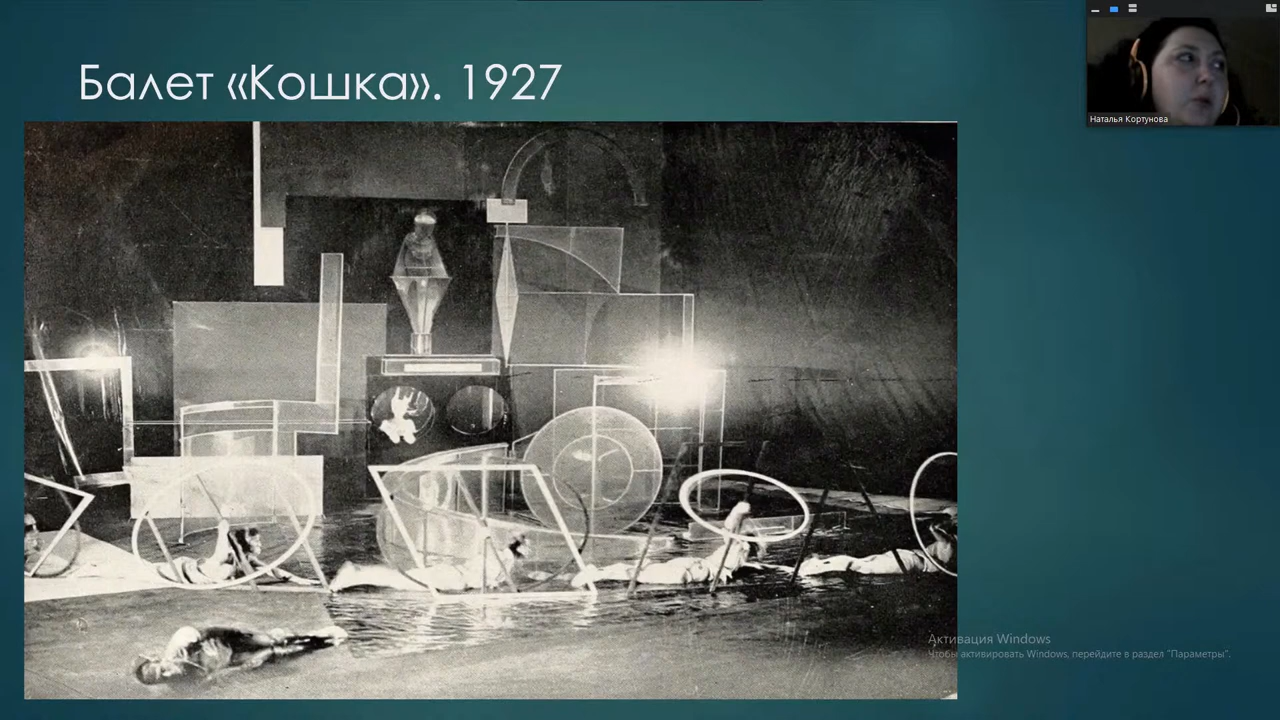 Балет «Кошка». 1927
Наталья Кортунова
Активация Windows
Чтобы активировать Windows, перейдите в раздел "Параметры".